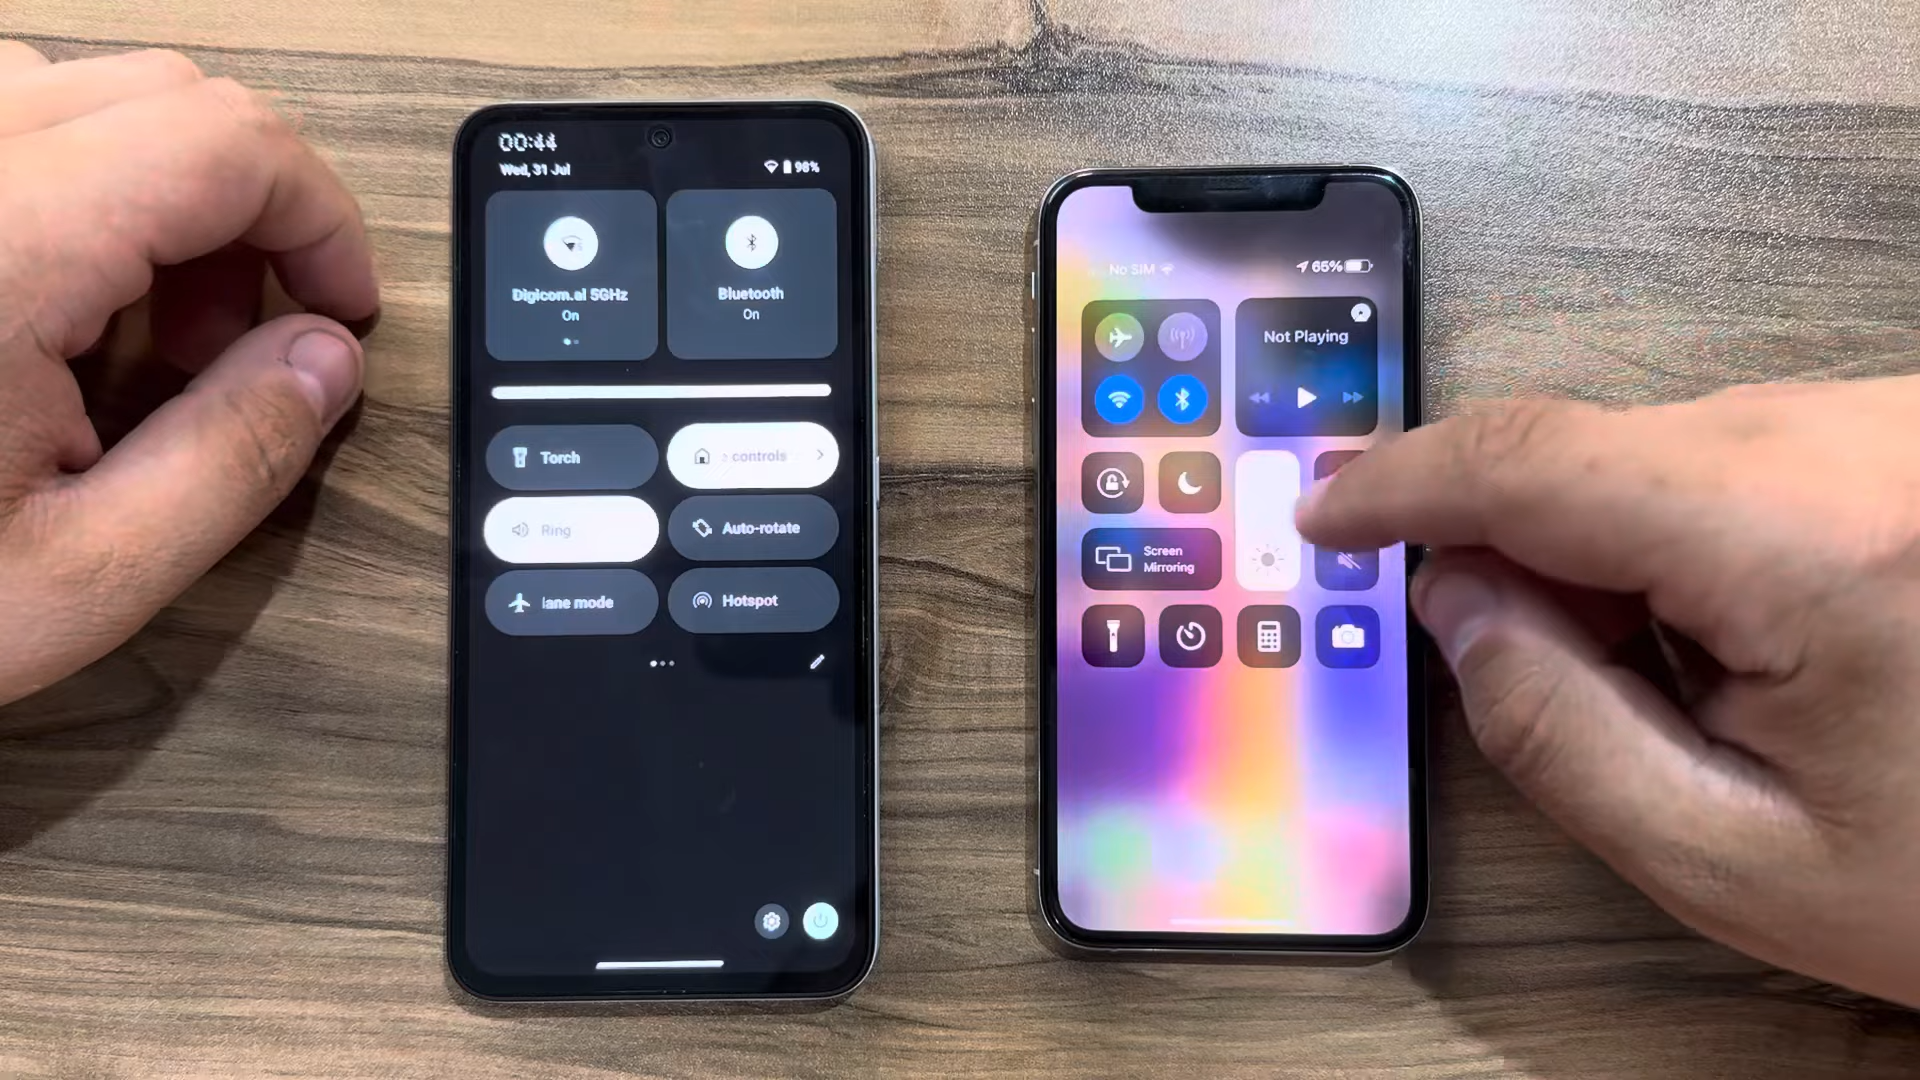 00:44
Wed, 31 Jul
98%
Digicom.al 5GHz
On
Bluetooth
On
Torch
controls
Ring
Auto-rotate
lane mode
Hotspot
No SIM
65%
Not Playing
Screen
Mirroring